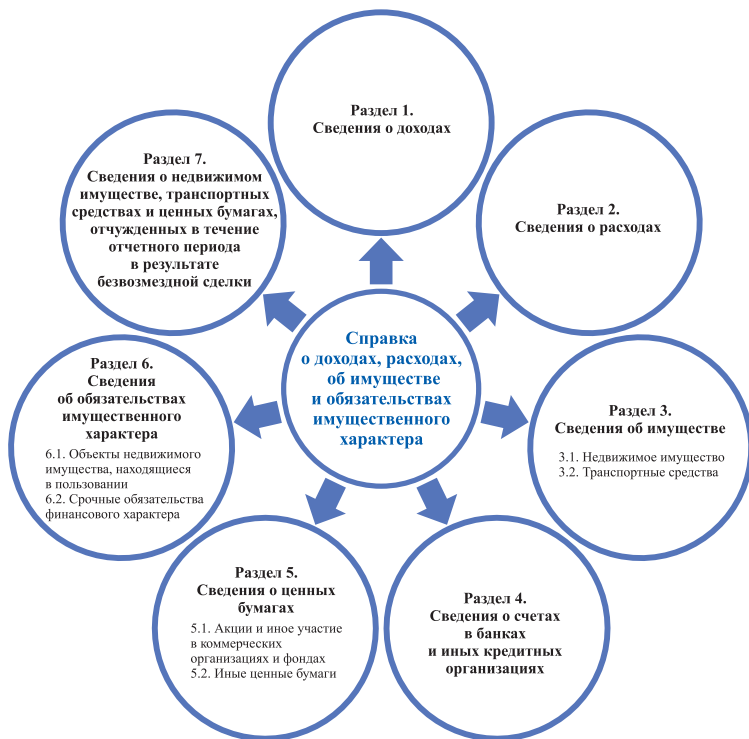 Раздел 1.
Сведения о доходах
Раздел 2.
Сведения о расходах
Раздел 3.
Сведения об имуществе
3.1. Недвижимое имущество
3.2. Транспортные средства
Раздел 4.
Сведения о счетах
в банках
и иных кредитных
организациях
Раздел 5.
Сведения о ценных
бумагах
5.1. Акции и иное участие
в коммерческих
организациях и фондах
5.2. Иные ценные бумаги
Раздел 6.
Сведения
об обязательствах
имущественного
характера
6.1. Объекты недвижимого
имущества, находящиеся
в пользовании
6.2. Срочные обязательства
финансового характера
Раздел 7.
Сведения о недвижимом
имуществе, транспортных
средствах и ценных бумагах,
отчужденных в течение
отчетного периода
в результате
безвозмездной сделки
Справка
о доходах, расходах,
об имуществе
и обязательствах
имущественного
характера